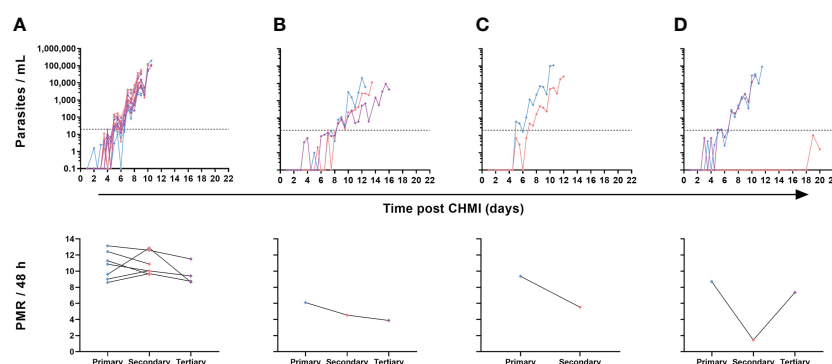 A B C D
Parasites / mL
1,000,000
100,000
10,000
1,000
100
10
1
0.1
0 2 4 6 8 10 12 14 16 18 20 22
0 2 4 6 8 10 12 14 16 18 20 22
0 2 4 6 8 10 12 14 16 18 20 22
0 2 4 6 8 10 12 14 16 18 20 22
Time post CHMI (days)
PMR / 48 h
14
12
10
8
6
4
2
0
Primary Secondary Tertiary
Primary Secondary Tertiary
Primary Secondary
Primary Secondary Tertiary